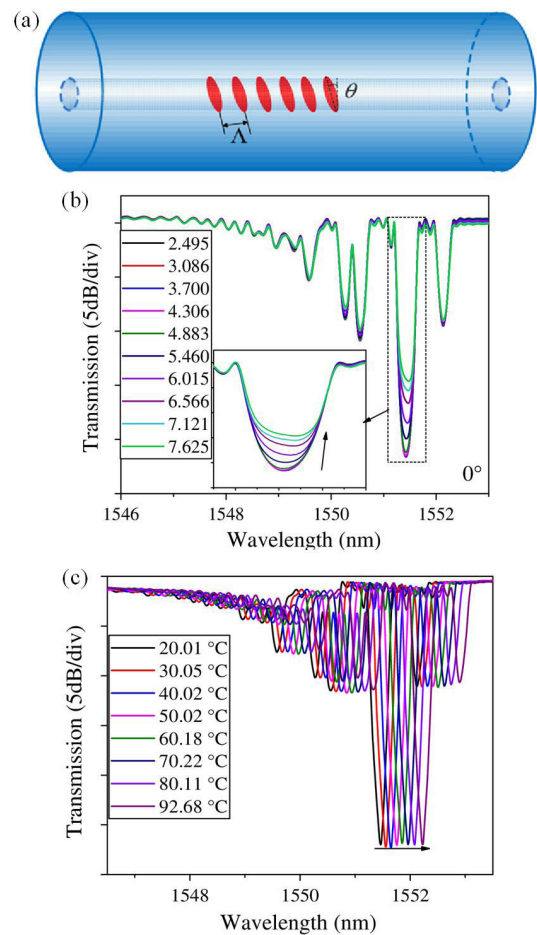 (a)
θ
Λ
(b)
Transmission (5dB/div)
2.495
3.086
3.700
4.306
4.883
5.460
6.015
6.566
7.121
7.625
0°
1546
1548
1550
1552
Wavelength (nm)
(c)
Transmission (5dB/div)
20.01 °C
30.05 °C
40.02 °C
50.02 °C
60.18 °C
70.22 °C
80.11 °C
92.68 °C
1548
1550
1552
Wavelength (nm)